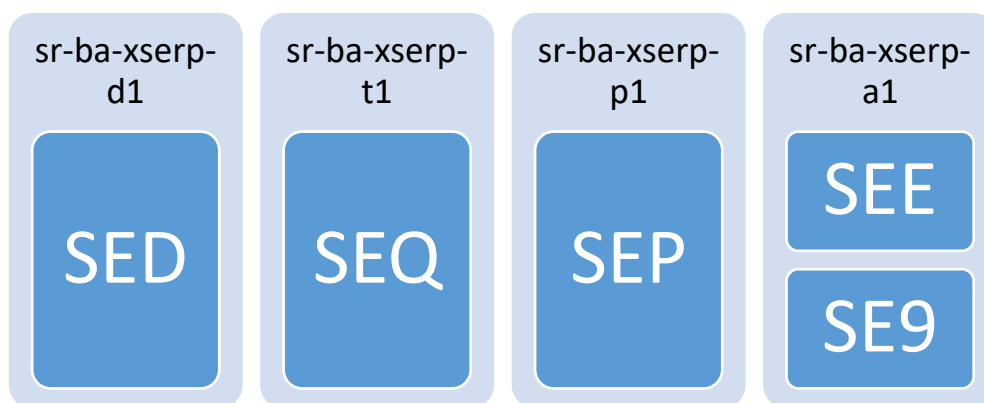 sr-ba-xserp-
d1
SED
sr-ba-xserp-
t1
SEQ
sr-ba-xserp-
p1
SEP
sr-ba-xserp-
a1
SEE
SE9